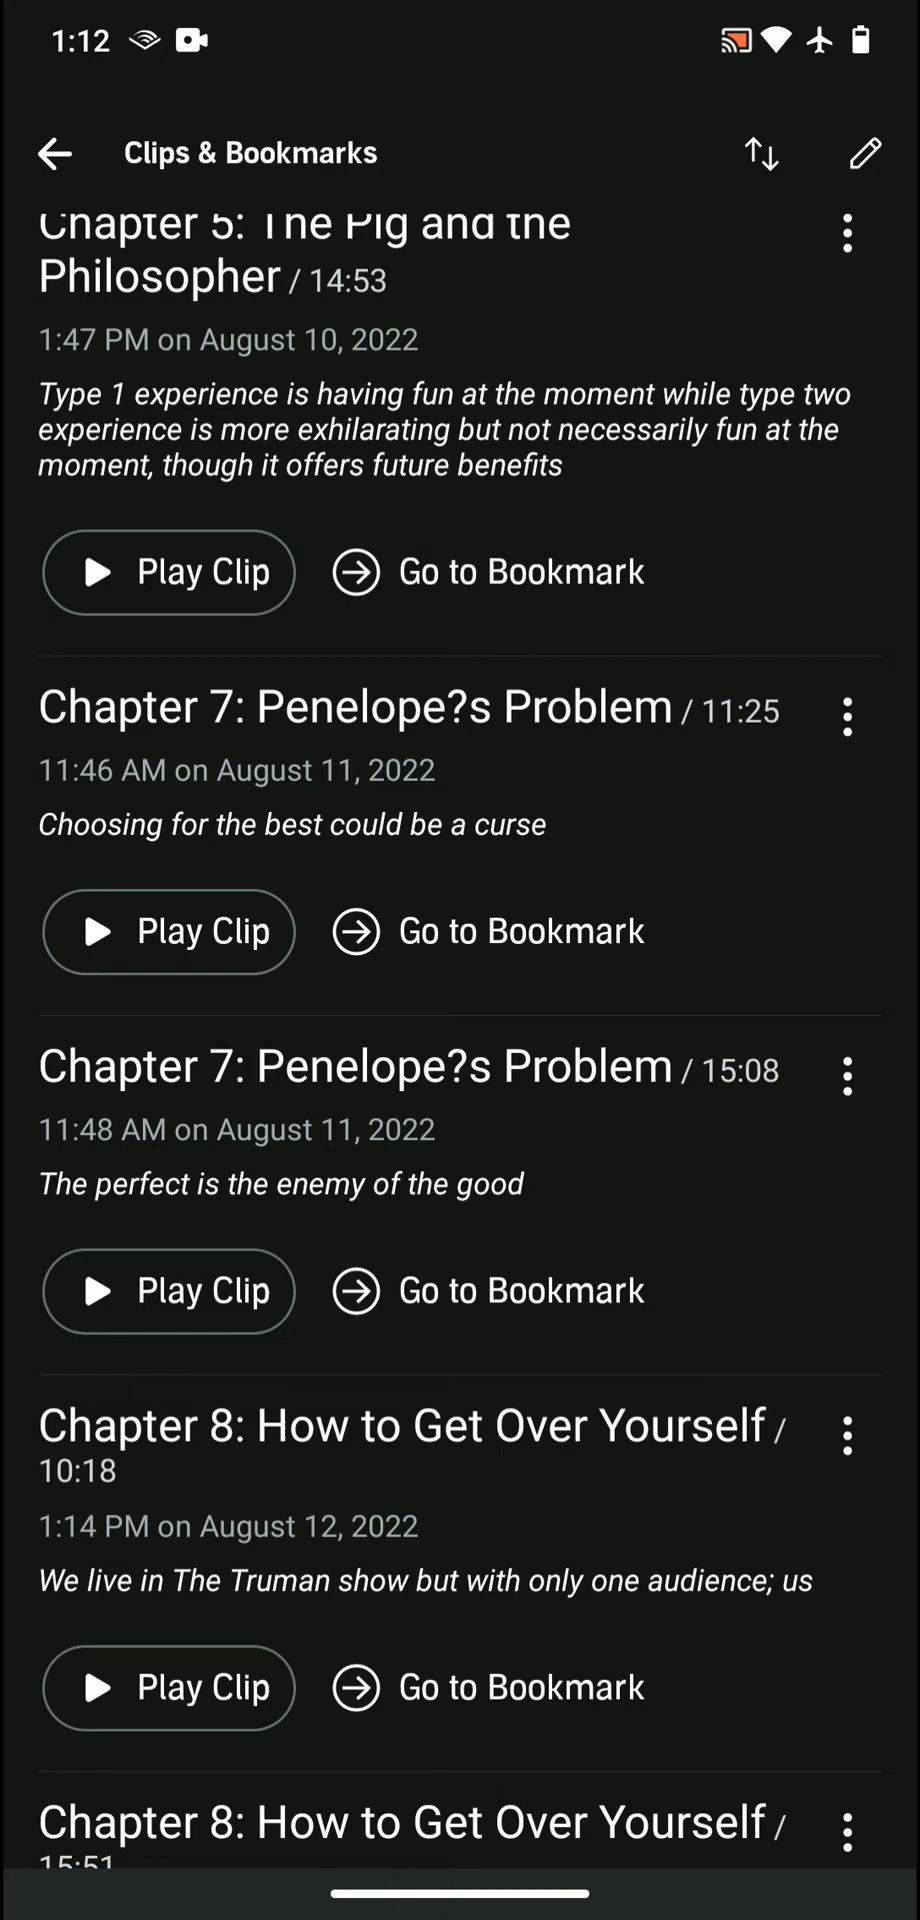 1:12
Clips & Bookmarks
Chapter 5: The Pig and the
Philosopher / 14:53
1:47 PM on August 10, 2022
Type 1 experience is having fun at the moment while type two
experience is more exhilarating but not necessarily fun at the
moment, though it offers future benefits
Play Clip Go to Bookmark
Chapter 7: Penelope?s Problem / 11:25
11:46 AM on August 11, 2022
Choosing for the best could be a curse
Play Clip Go to Bookmark
Chapter 7: Penelope?s Problem / 15:08
11:48 AM on August 11, 2022
The perfect is the enemy of the good
Play Clip Go to Bookmark
Chapter 8: How to Get Over Yourself /
10:18
1:14 PM on August 12, 2022
We live in The Truman show but with only one audience; us
Play Clip Go to Bookmark
Chapter 8: How to Get Over Yourself /
15:51